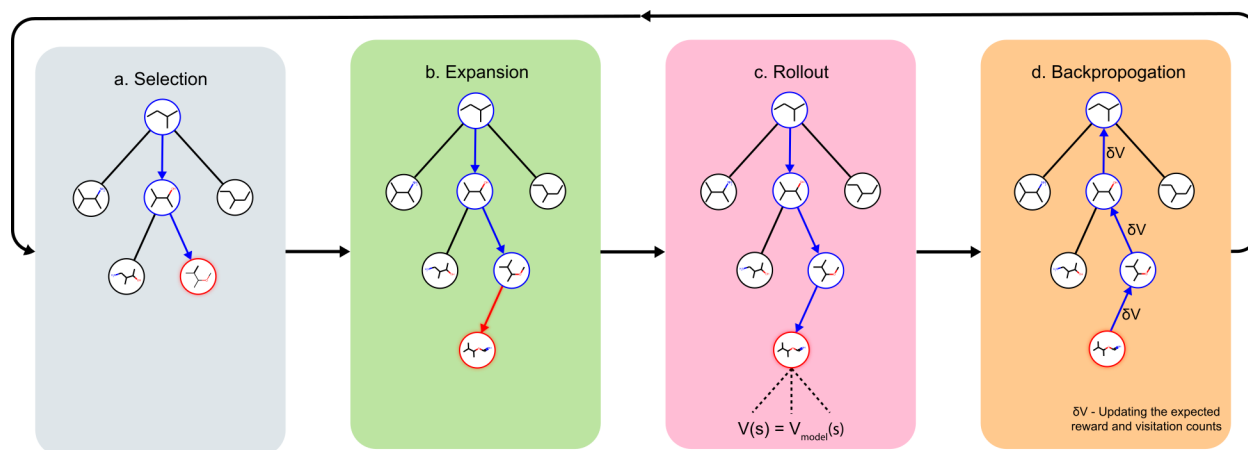 a. Selection
b. Expansion
c. Rollout
d. Backpropogation
δV
δV
δV
V(s) = Vmodel(s)
δV - Updating the expected
reward and visitation counts